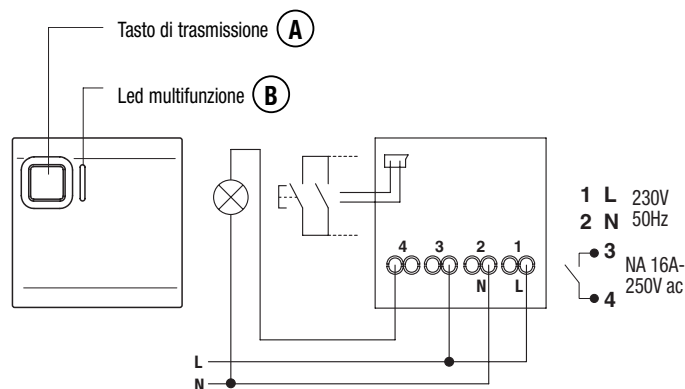 Tasto di trasmissione A
Led multifunzione B
4 3 2 1
N L
1 L 230V
2 N 50Hz
3 NA 16A-
4 250V ac
L
N